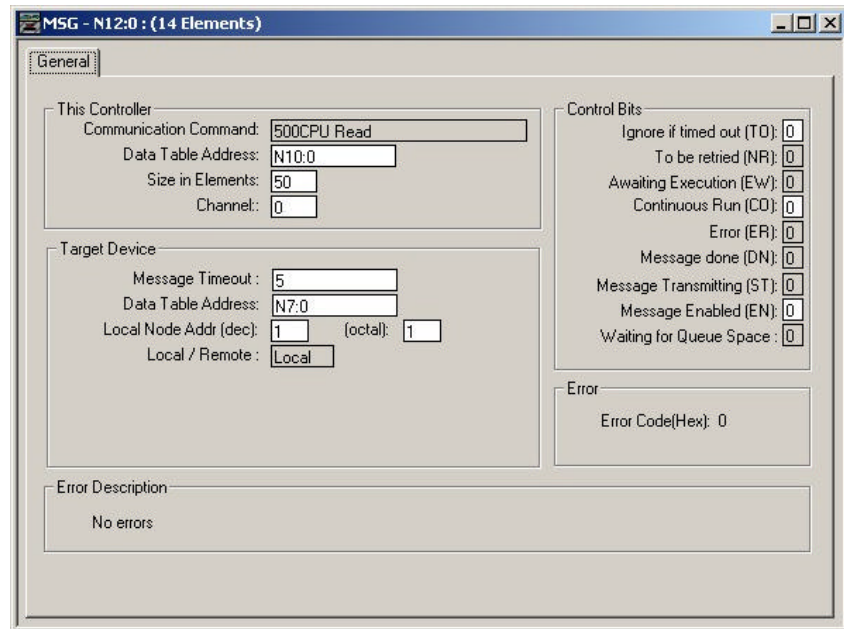 MSG - N12:0 : (14 Elements)
General
This Controller
Communication Command: 500CPU Read
Data Table Address: N10:0
Size in Elements: 50
Channel:: 0
Target Device
Message Timeout : 5
Data Table Address: N7:0
Local Node Addr (dec): 1 (octal): 1
Local / Remote : Local
Control Bits
Ignore if timed out (TO): 0
To be retried (NR): 0
Awaiting Execution (EW): 0
Continuous Run (CO): 0
Error (ER): 0
Message done (DN): 0
Message Transmitting (ST): 0
Message Enabled (EN): 0
Waiting for Queue Space : 0
Error
Error Code(Hex): 0
Error Description
No errors